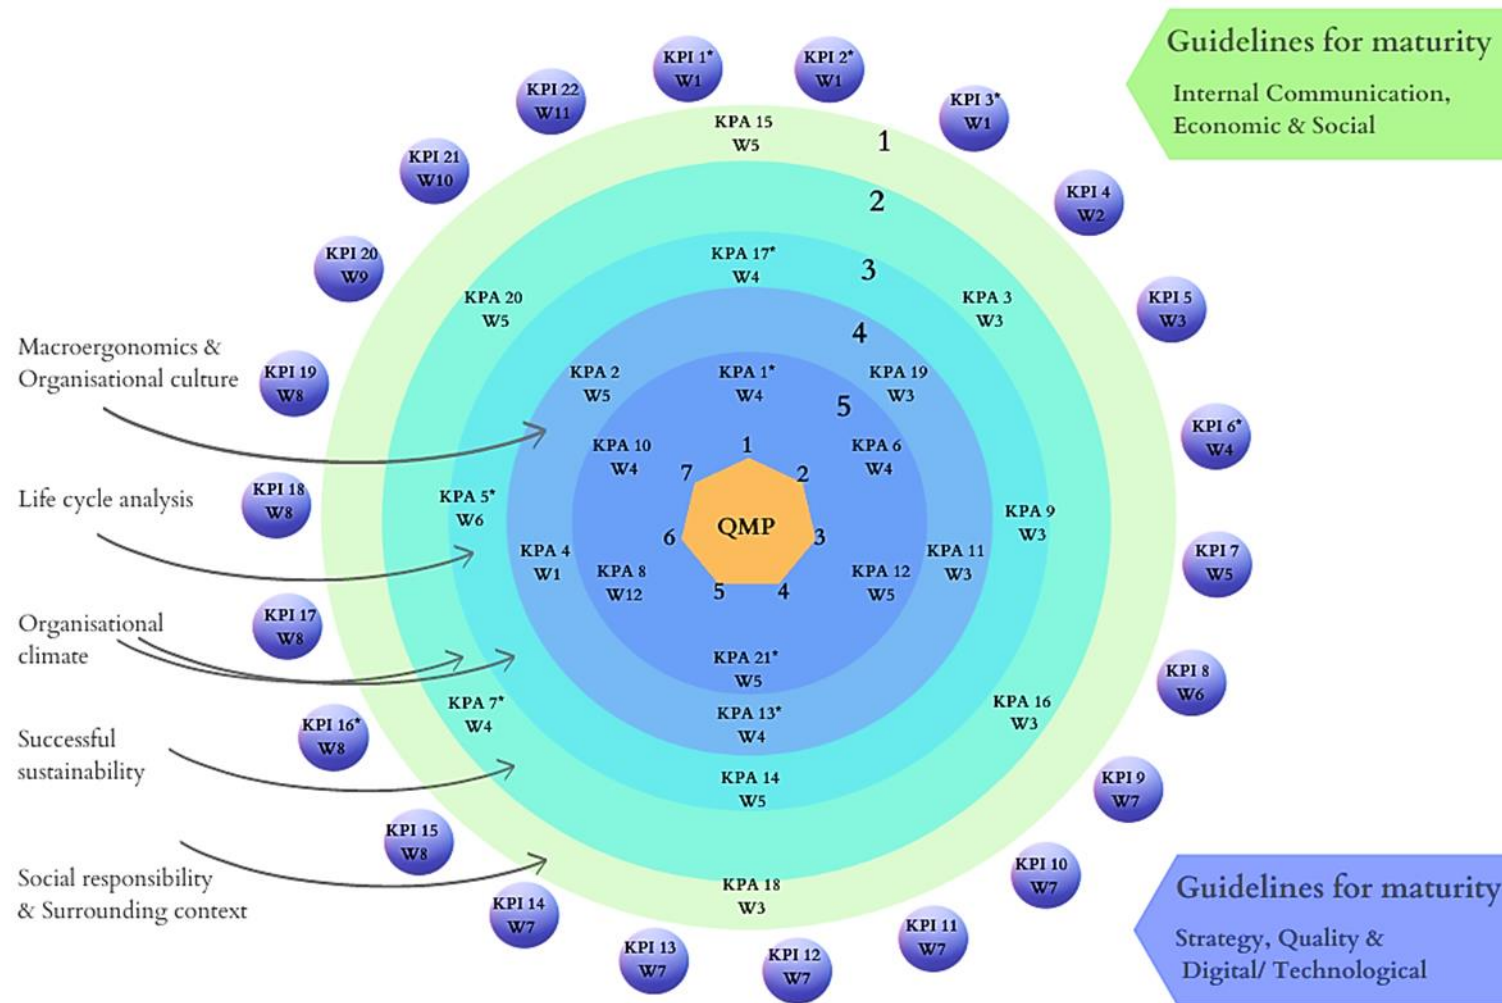 Guidelines for maturity
Internal Communication,
Economic & Social
KPI 1*
W1
KPI 2*
W1
KPI 3*
W1
KPI 4
W2
KPI 5
W3
KPI 6*
W4
KPI 7
W5
KPI 8
W6
KPI 9
W7
KPI 10
W7
KPI 11
W7
KPI 12
W7
KPI 13
W7
KPI 14
W7
KPI 15
W8
KPI 16*
W8
KPI 17
W8
KPI 18
W8
KPI 19
W8
KPI 20
W9
KPI 21
W10
KPI 22
W11
KPA 15
W5
1
2
KPA 17*
W4
3
KPA 20
W5
KPA 3
W3
4
KPA 2
W5
KPA 1*
W4
KPA 19
W3
5
KPA 10
W4
KPA 6
W4
1
2
3
4
5
6
7
QMP
KPA 5*
W6
KPA 9
W3
KPA 4
W1
KPA 11
W3
KPA 8
W12
KPA 12
W5
KPA 21*
W5
KPA 7*
W4
KPA 13*
W4
KPA 16
W3
KPA 14
W5
KPA 18
W3
Macroergonomics &
Organisational culture
Life cycle analysis
Organisational
climate
Successful
sustainability
Social responsibility
& Surrounding context
Guidelines for maturity
Strategy, Quality &
Digital/ Technological